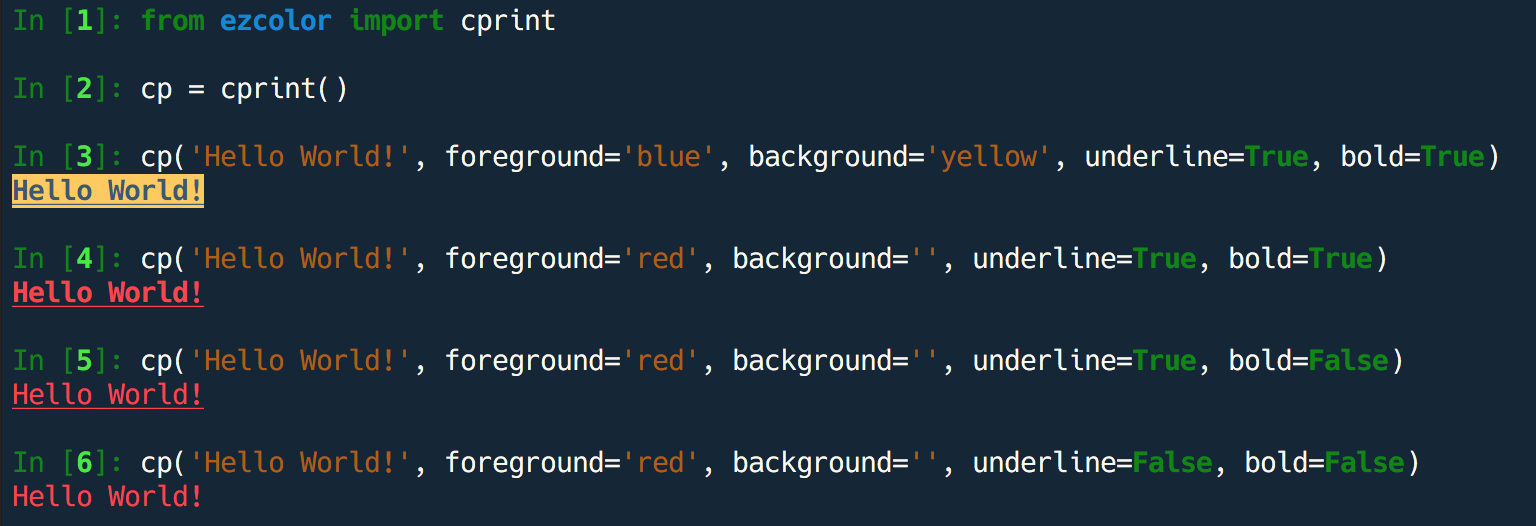 In [1]: from ezcolor import cprint
In [2]: cp = cprint()
In [3]: cp('Hello World!', foreground='blue', background='yellow', underline=True, bold=True)
Hello World!
In [4]: cp('Hello World!', foreground='red', background='', underline=True, bold=True)
Hello World!
In [5]: cp('Hello World!', foreground='red', background='', underline=True, bold=False)
Hello World!
In [6]: cp('Hello World!', foreground='red', background='', underline=False, bold=False)
Hello World!